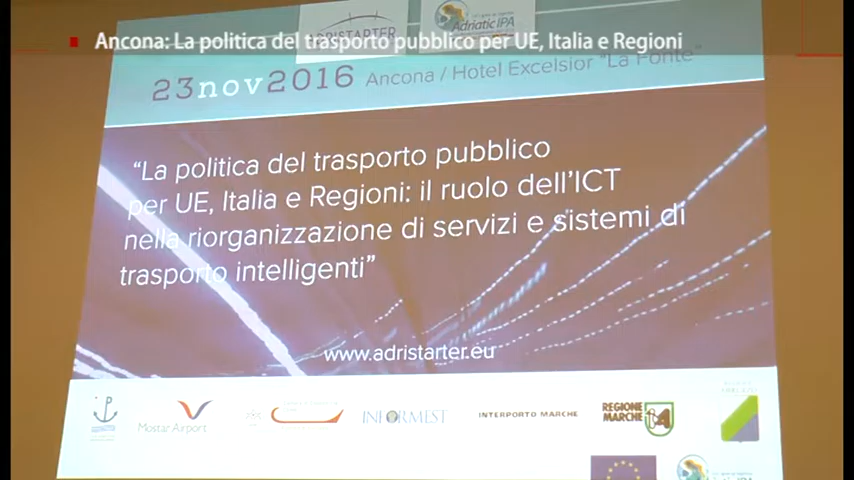 ADRISTARTER
Adriatic IPA
Ancona: La politica del trasporto pubblico per UE, Italia e Regioni
23nov2016 Ancona / Hotel Excelsior "La Fonte"
"La politica del trasporto pubblico
per UE, Italia e Regioni: il ruolo dell'ICT
nella riorganizzazione di servizi e sistemi di
trasporto intelligenti"
www.adristarter.eu
Mostar Airport
INFORMEST
INTERPORTO MARCHE
REGIONE
MARCHE